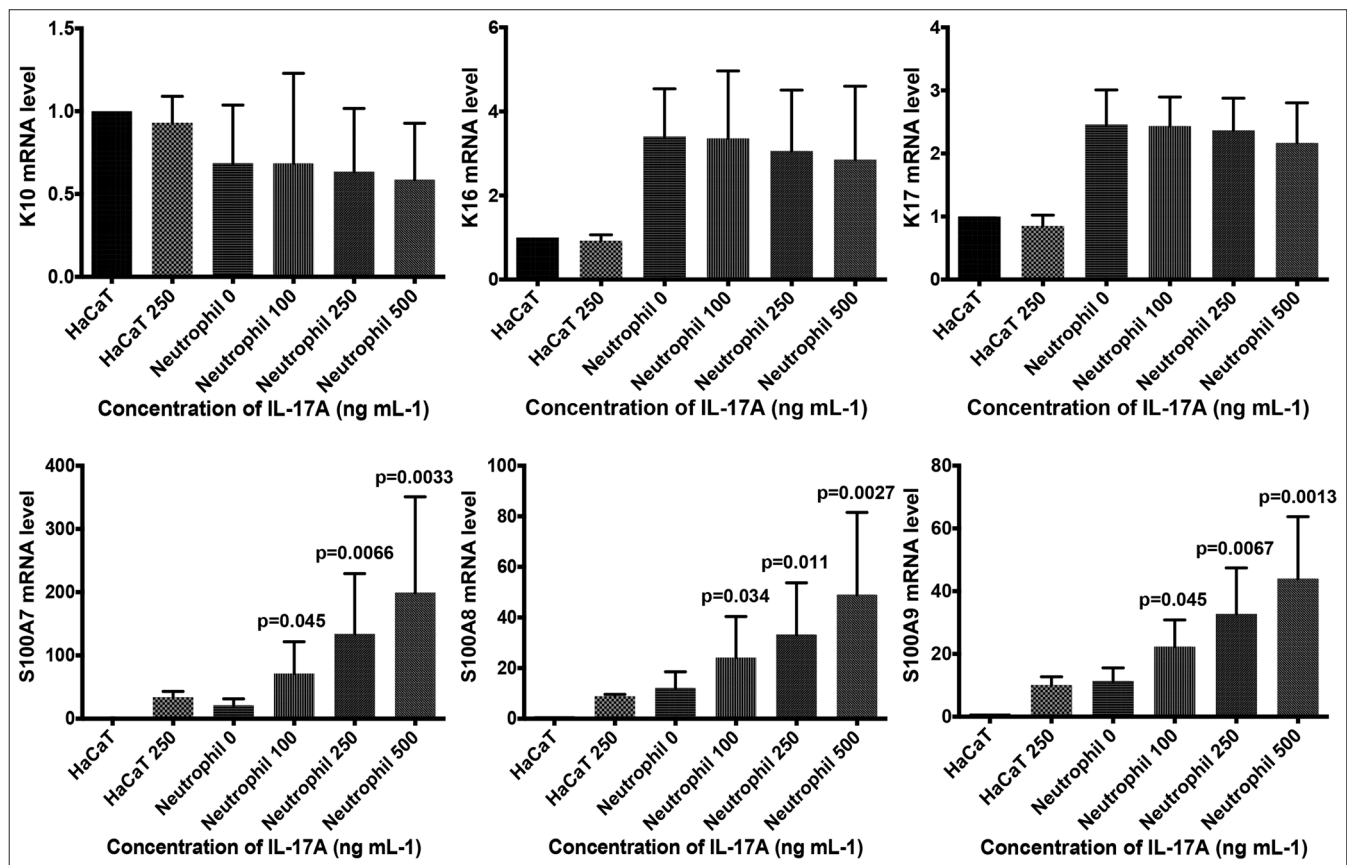 K10 mRNA level
1.5
1.0
0.5
0.0
HaCaT
HaCaT 250
Neutrophil 0
Neutrophil 100
Neutrophil 250
Neutrophil 500
Concentration of IL-17A (ng mL-1)
K16 mRNA level
6
4
2
0
HaCaT
HaCaT 250
Neutrophil 0
Neutrophil 100
Neutrophil 250
Neutrophil 500
Concentration of IL-17A (ng mL-1)
K17 mRNA level
4
3
2
1
0
HaCaT
HaCaT 250
Neutrophil 0
Neutrophil 100
Neutrophil 250
Neutrophil 500
Concentration of IL-17A (ng mL-1)
S100A7 mRNA level
400
300
200
100
0
p=0.045
p=0.0066
p=0.0033
HaCaT
HaCaT 250
Neutrophil 0
Neutrophil 100
Neutrophil 250
Neutrophil 500
Concentration of IL-17A (ng mL-1)
S100A8 mRNA level
100
80
60
40
20
0
p=0.034
p=0.011
p=0.0027
HaCaT
HaCaT 250
Neutrophil 0
Neutrophil 100
Neutrophil 250
Neutrophil 500
Concentration of IL-17A (ng mL-1)
S100A9 mRNA level
80
60
40
20
0
p=0.045
p=0.0067
p=0.0013
HaCaT
HaCaT 250
Neutrophil 0
Neutrophil 100
Neutrophil 250
Neutrophil 500
Concentration of IL-17A (ng mL-1)